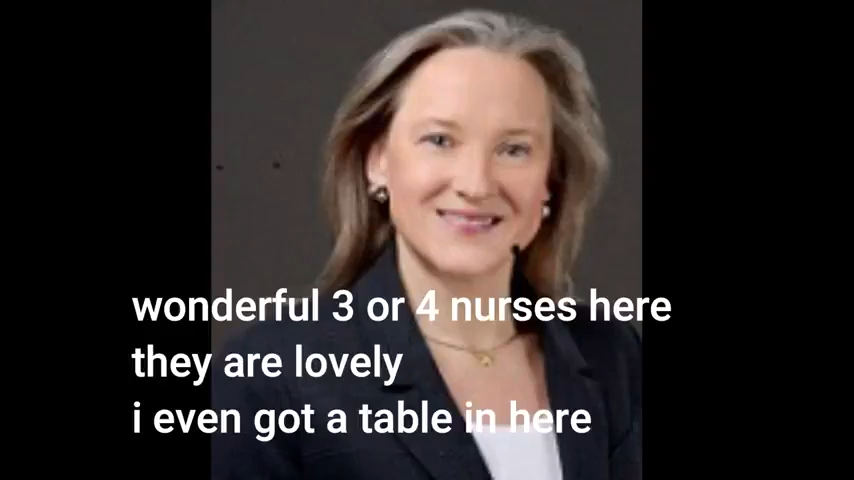 wonderful 3 or 4 nurses here
they are lovely
i even got a table in here